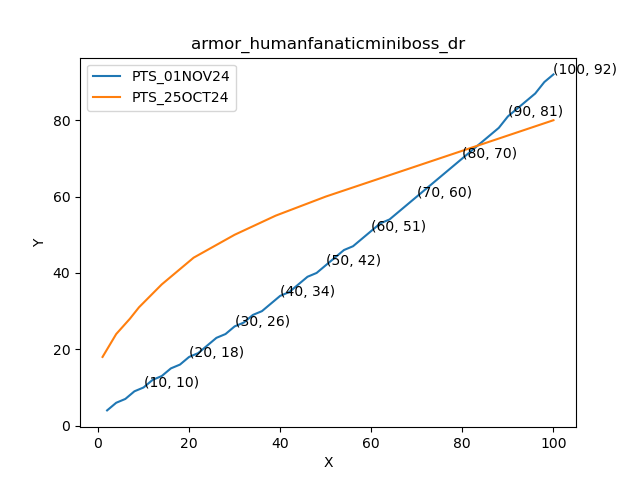 armor_humanfanaticminiboss_dr
PTS_01NOV24
PTS_25OCT24
(100, 92)
(90, 81)
(80, 70)
(70, 60)
(60, 51)
(50, 42)
(40, 34)
(30, 26)
(20, 18)
(10, 10)
Y
80
60
40
20
0
0 20 40 60 80 100
X